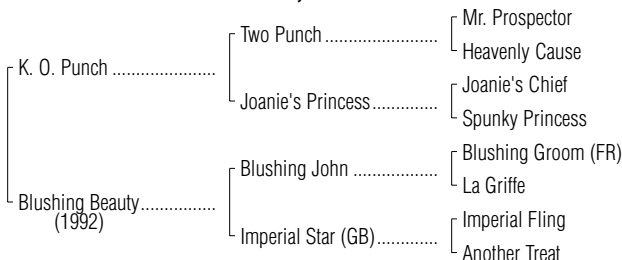 Mr. Prospector
Two Punch ........................
Heavenly Cause
K. O. Punch ......................
Joanie's Chief
Joanie's Princess..............
Spunky Princess
Blushing Groom (FR)
Blushing John ..................
La Griffe
Blushing Beauty................
(1992)
Imperial Fling
Imperial Star (GB).............
Another Treat